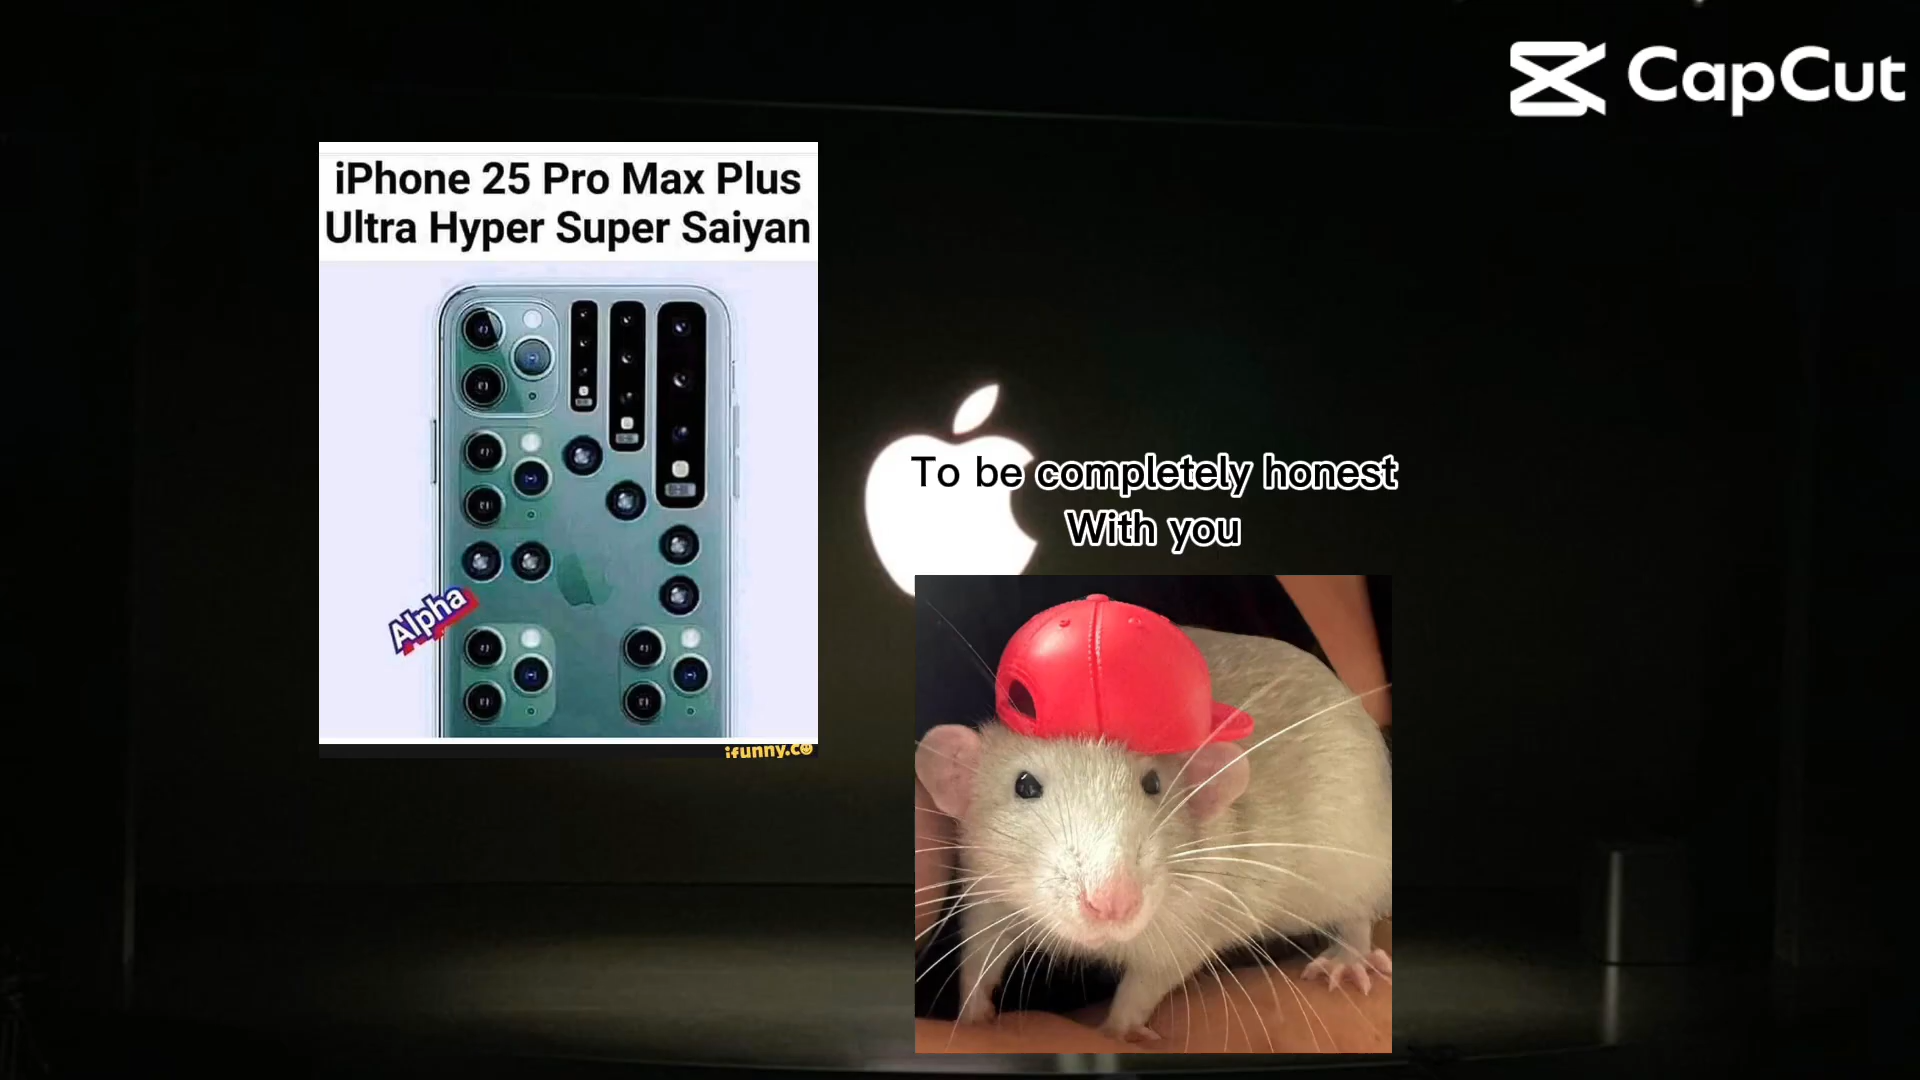 CapCut
iPhone 25 Pro Max Plus
Ultra Hyper Super Saiyan
Alpha
ifunny.co
To be completely honest
With you